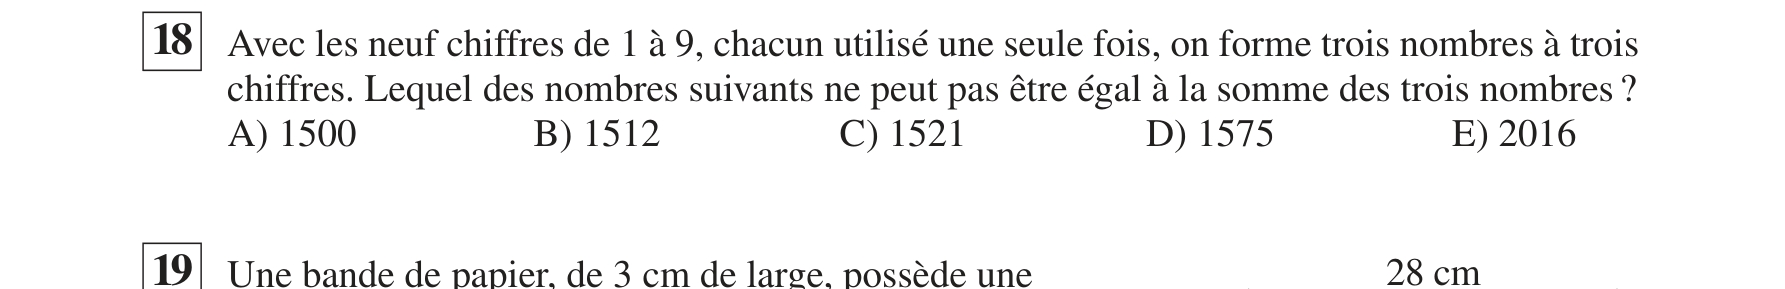 18 Avec les neuf chiffres de 1 à 9, chacun utilisé une seule fois, on forme trois nombres à trois
chiffres. Lequel des nombres suivants ne peut pas être égal à la somme des trois nombres ?
A) 1500 B) 1512 C) 1521 D) 1575 E) 2016
19 Une bande de papier, de 3 cm de large, possède une 28 cm